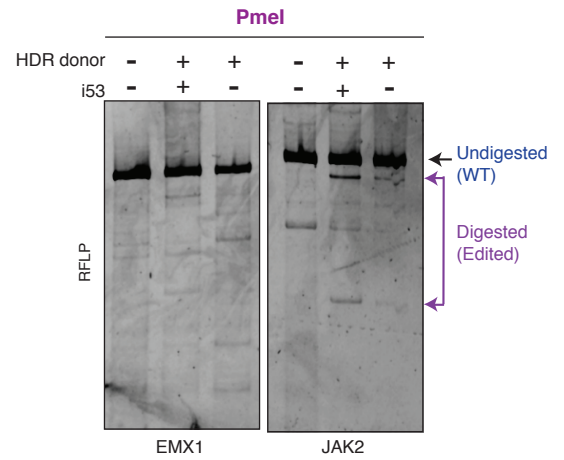 PmeI
HDR donor - + + - + +
i53 - + - - + -
Undigested
(WT)
Digested
(Edited)
RFLP
EMX1 JAK2